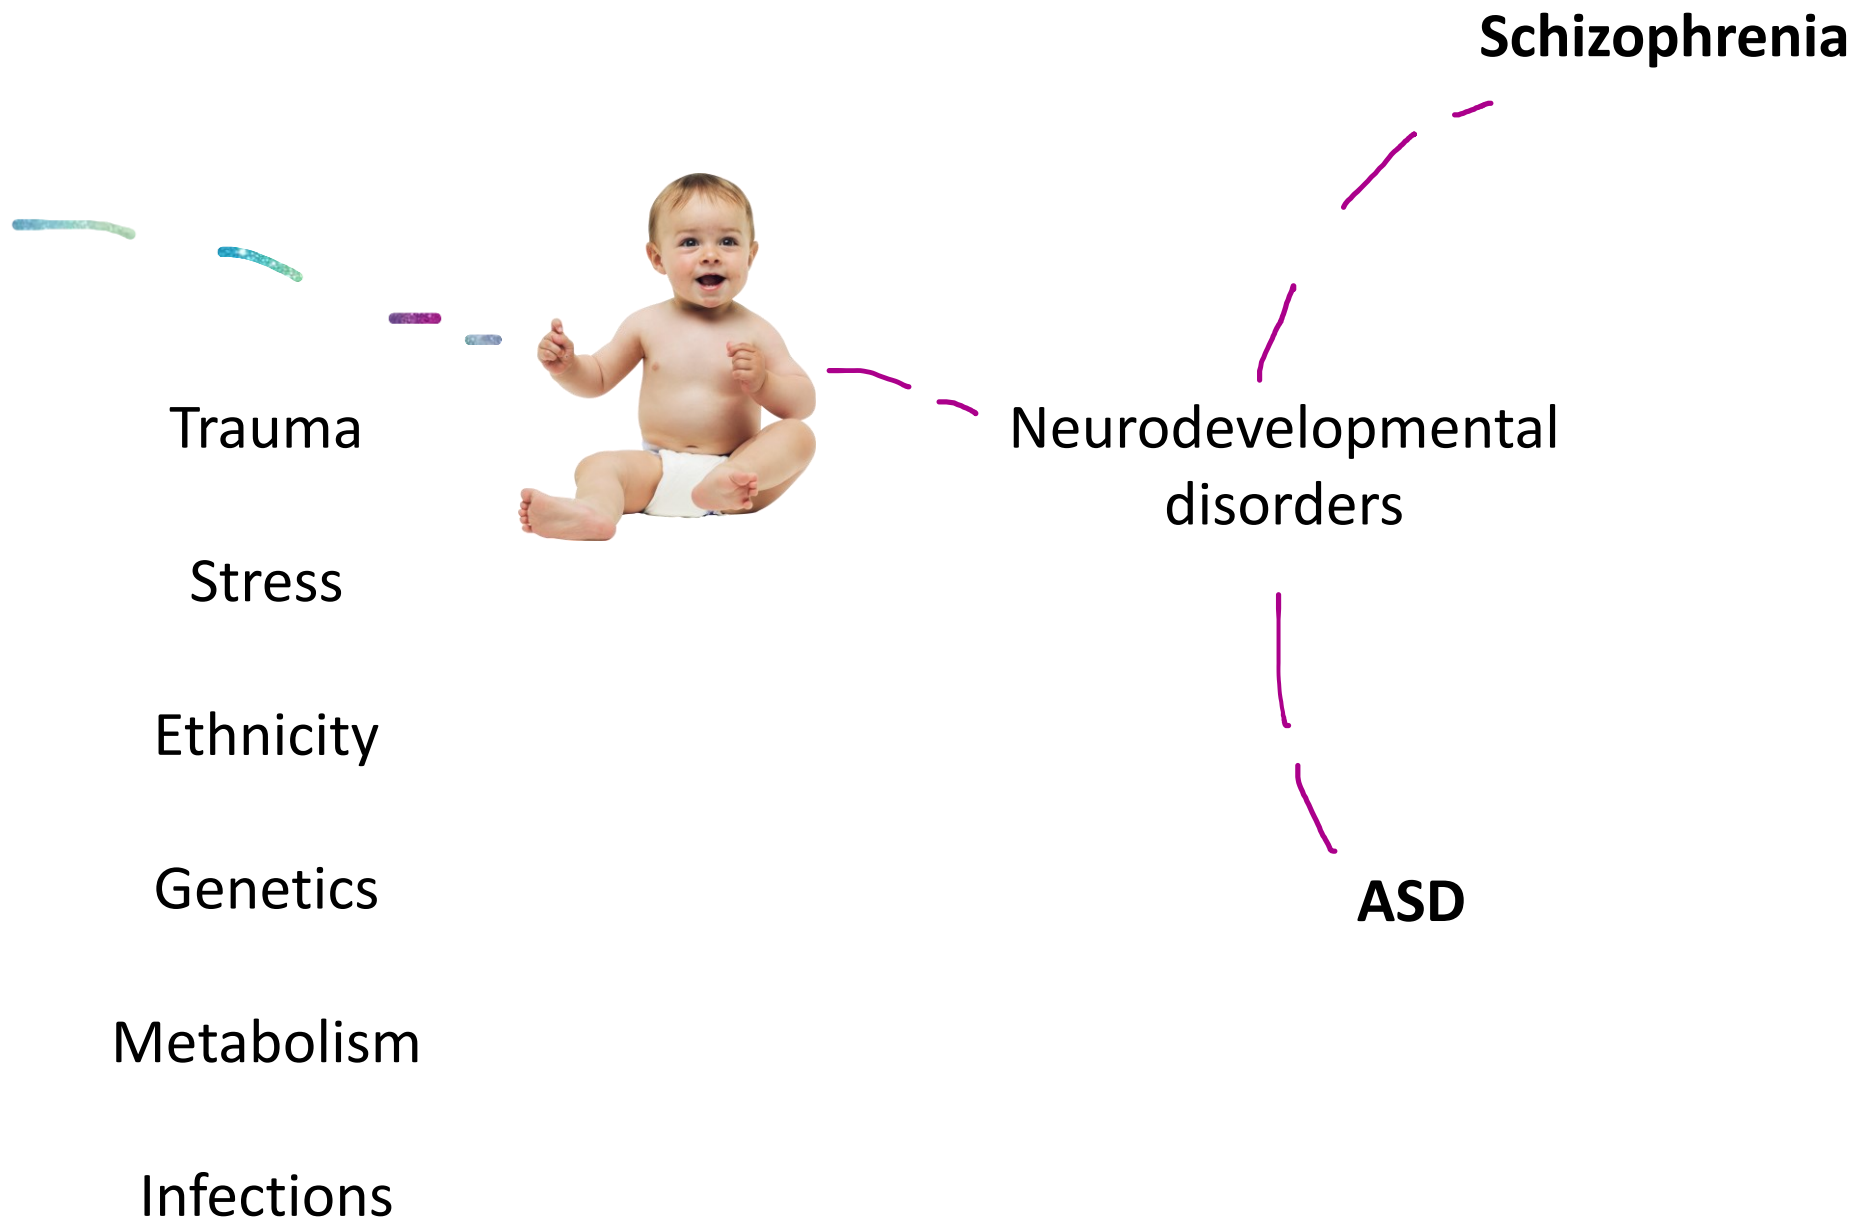 Schizophrenia
Trauma
Neurodevelopmental
disorders
Stress
Ethnicity
Genetics
ASD
Metabolism
Infections